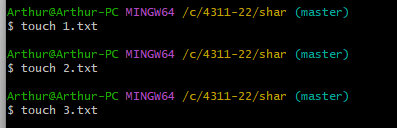 Arthur@Arthur-PC MINGW64 /c/4311-22/shar (master)
$ touch 1.txt
Arthur@Arthur-PC MINGW64 /c/4311-22/shar (master)
$ touch 2.txt
Arthur@Arthur-PC MINGW64 /c/4311-22/shar (master)
$ touch 3.txt